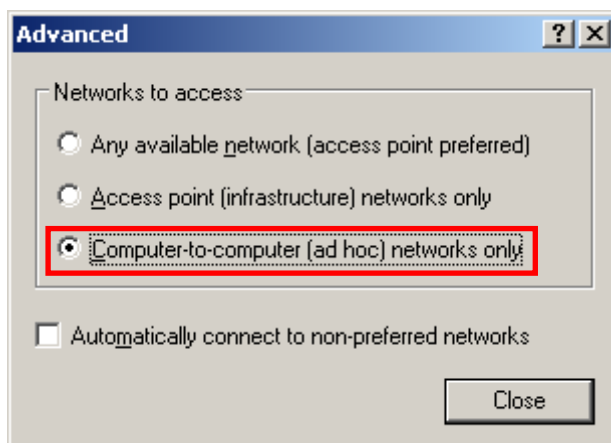 Advanced
Networks to access
Any available network (access point preferred)
Access point (infrastructure) networks only
Computer-to-computer (ad hoc) networks only
Automatically connect to non-preferred networks
Close